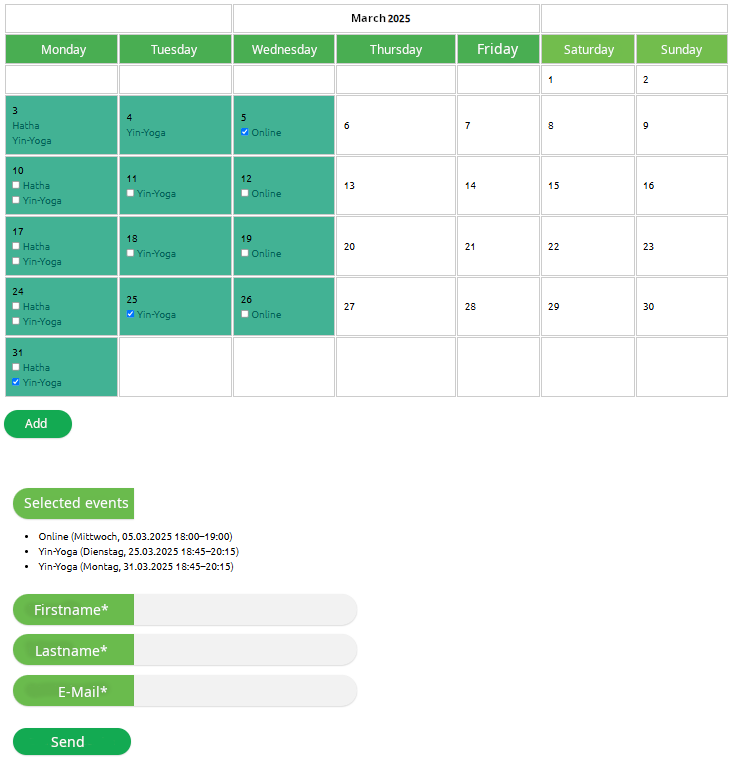 March 2025
Monday Tuesday Wednesday Thursday Friday Saturday Sunday
1 2
3 Hatha Yin-Yoga 4 Yin-Yoga 5 Online 6 7 8 9
10 Hatha Yin-Yoga 11 Yin-Yoga 12 Online 13 14 15 16
17 Hatha Yin-Yoga 18 Yin-Yoga 19 Online 20 21 22 23
24 Hatha Yin-Yoga 25 Yin-Yoga 26 Online 27 28 29 30
31 Hatha Yin-Yoga
Add
Selected events
Online (Mittwoch, 05.03.2025 18:00–19:00)
Yin-Yoga (Dienstag, 25.03.2025 18:45–20:15)
Yin-Yoga (Montag, 31.03.2025 18:45–20:15)
Firstname*
Lastname*
E-Mail*
Send